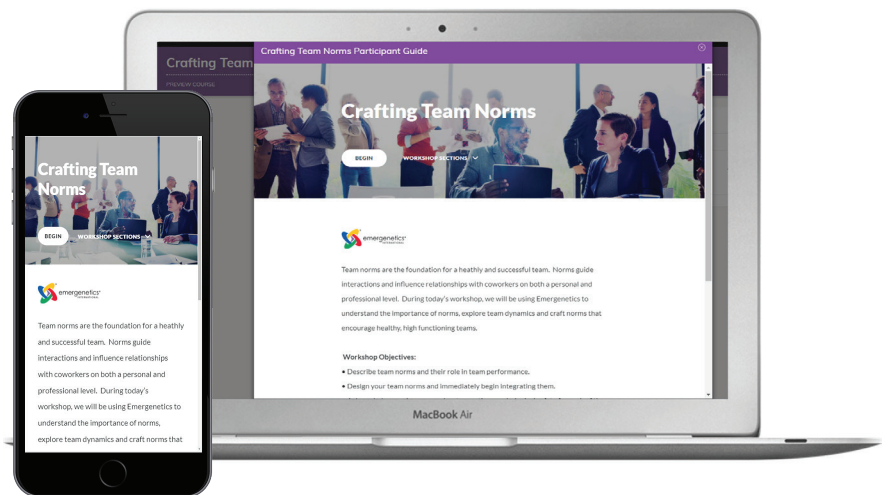 Crafting Team Norms Participant Guide
Crafting Team
PREVIEW COURSE
Crafting Team Norms
BEGIN
WORKSHOP SECTIONS
emergenetics
INTERNATIONAL
Team norms are the foundation for a heathly and successful team. Norms guide
interactions and influence relationships with coworkers on both a personal and
professional level. During today's workshop, we will be using Emergenetics to
understand the importance of norms, explore team dynamics and craft norms that
encourage healthy, high functioning teams.
Workshop Objectives:
• Describe team norms and their role in team performance.
• Design your team norms and immediately begin integrating them.
MacBook Air
Crafting Team
Norms
BEGIN
WORKSHOP SECTIONS
emergenetics
INTERNATIONAL
Team norms are the foundation for a heathly
and successful team. Norms guide
interactions and influence relationships
with coworkers on both a personal and
professional level. During today's
workshop, we will be using Emergenetics to
understand the importance of norms,
explore team dynamics and craft norms that